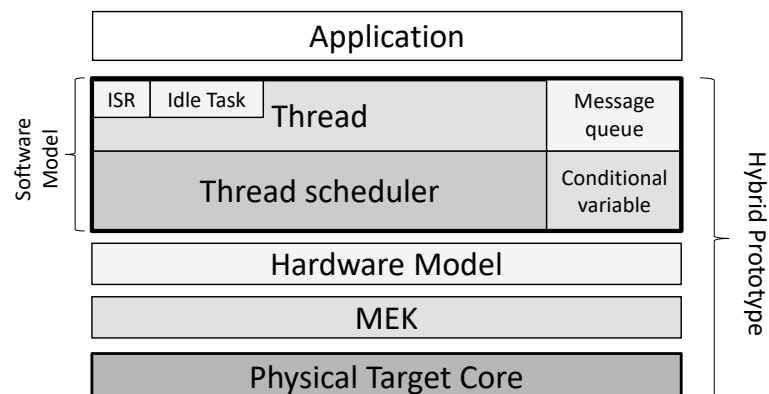 Application
ISR
Idle Task
Thread
Message
queue
Thread scheduler
Conditional
variable
Software
Model
Hardware Model
MEK
Physical Target Core
Hybrid Prototype